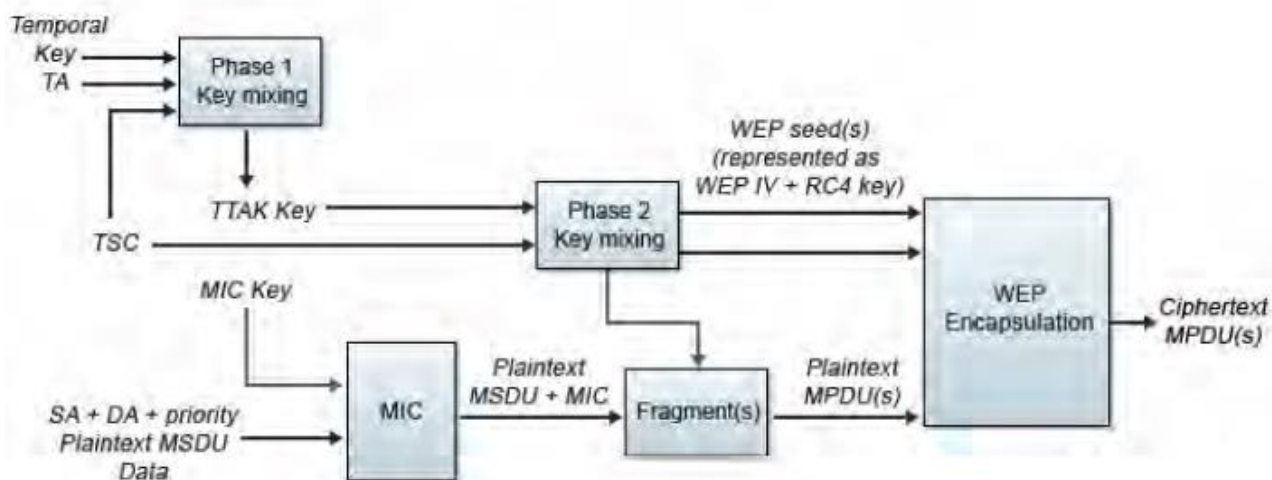 Temporal
Key
TA
Phase 1
Key mixing
TTAK Key
TSC
Phase 2
Key mixing
WEP seed(s)
(represented as
WEP IV + RC4 key)
WEP
Encapsulation
Ciphertext
MPDU(s)
MIC Key
MIC
SA + DA + priority
Plaintext MSDU
Data
Plaintext
MSDU + MIC
Fragment(s)
Plaintext
MPDU(s)